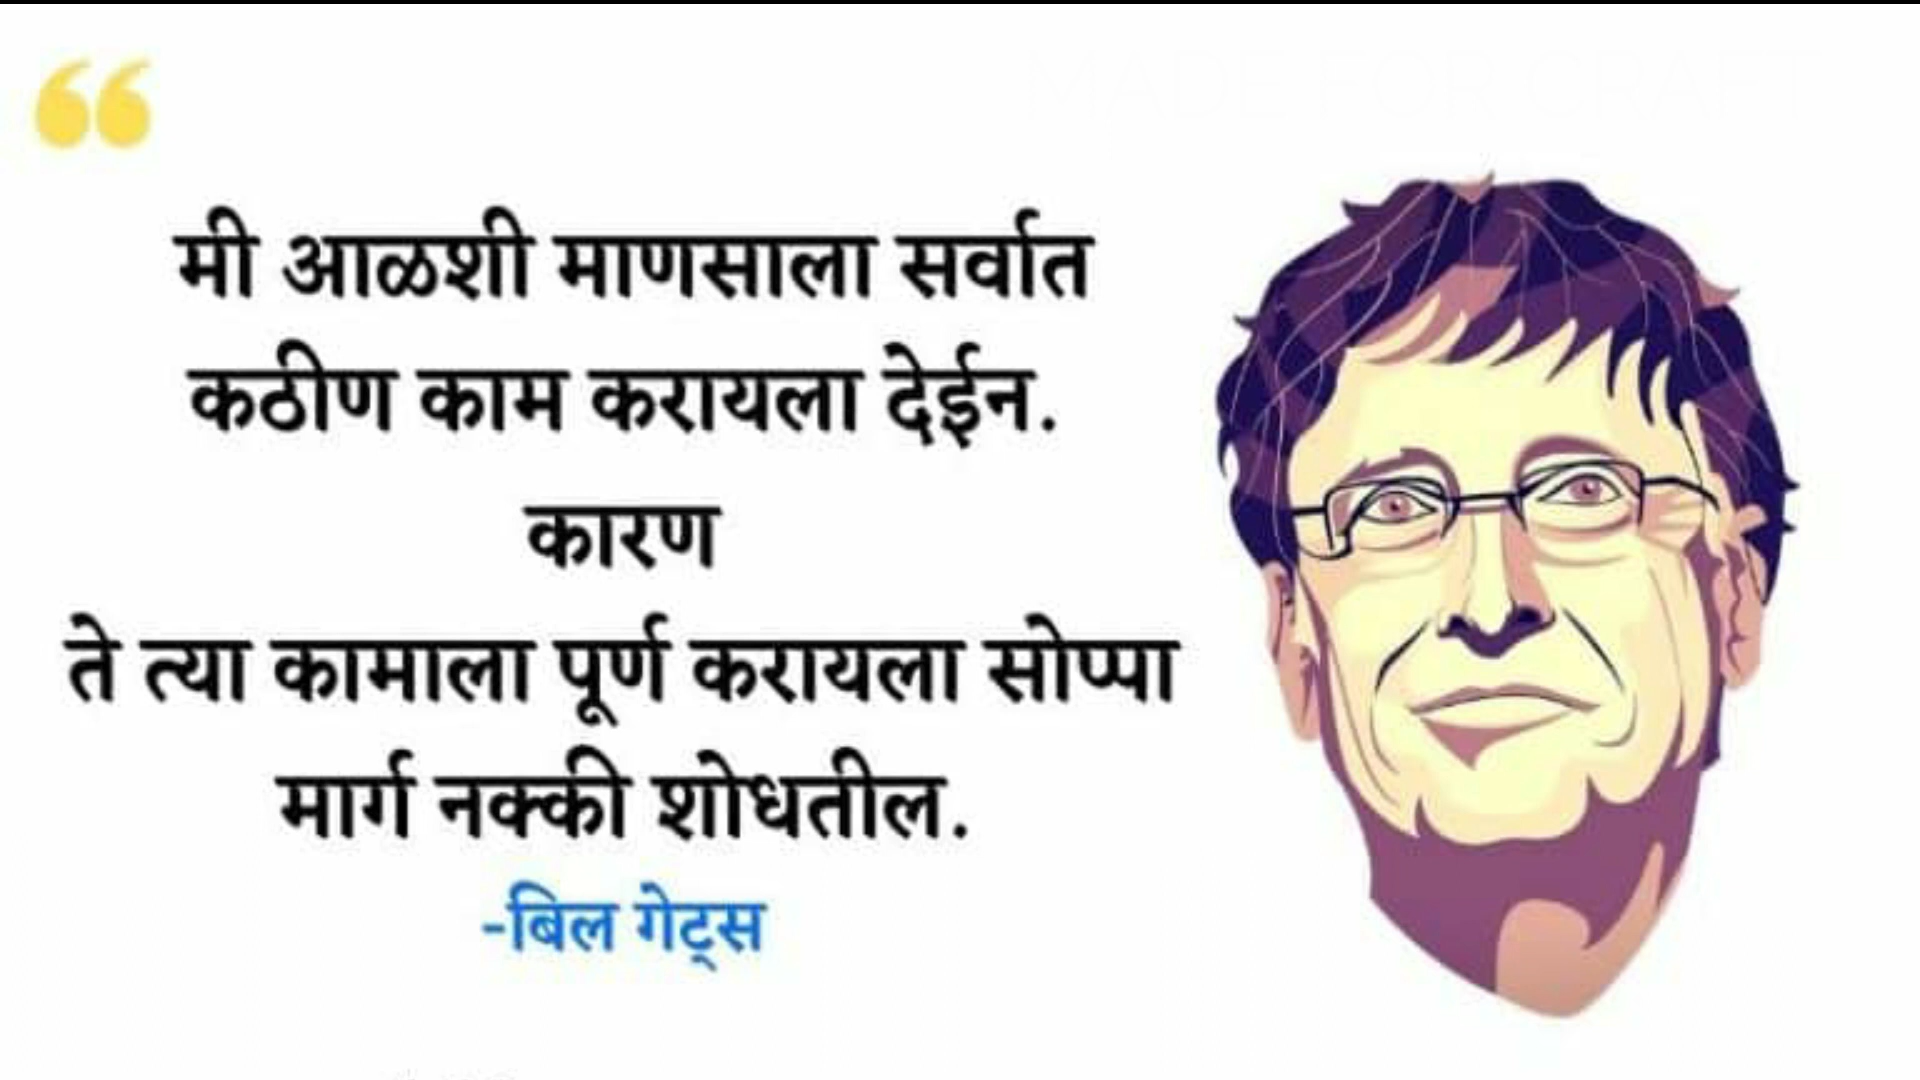 मी आळशी माणसाला सर्वात
कठीण काम करायला देईन.
कारण
ते त्या कामाला पूर्ण करायला सोप्पा
मार्ग नक्की शोधतील.
-बिल गेट्स